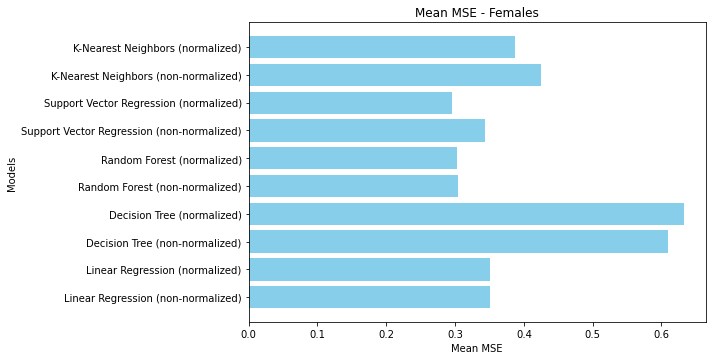 Mean MSE - Females
K-Nearest Neighbors (normalized)
K-Nearest Neighbors (non-normalized)
Support Vector Regression (normalized)
Support Vector Regression (non-normalized)
Random Forest (normalized)
Random Forest (non-normalized)
Decision Tree (normalized)
Decision Tree (non-normalized)
Linear Regression (normalized)
Linear Regression (non-normalized)
Models
0.0 0.1 0.2 0.3 0.4 0.5 0.6
Mean MSE